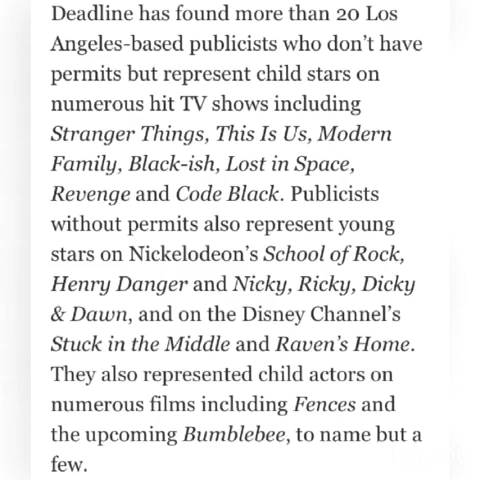 Deadline has found more than 20 Los
Angeles-based publicists who don’t have
permits but represent child stars on
numerous hit TV shows including
Stranger Things, This Is Us, Modern
Family, Black-ish, Lost in Space,
Revenge and Code Black. Publicists
without permits also represent young
stars on Nickelodeon’s School of Rock,
Henry Danger and Nicky, Ricky, Dicky
& Dawn, and on the Disney Channel’s
Stuck in the Middle and Raven’s Home.
They also represented child actors on
numerous films including Fences and
the upcoming Bumblebee, to name but a
few.